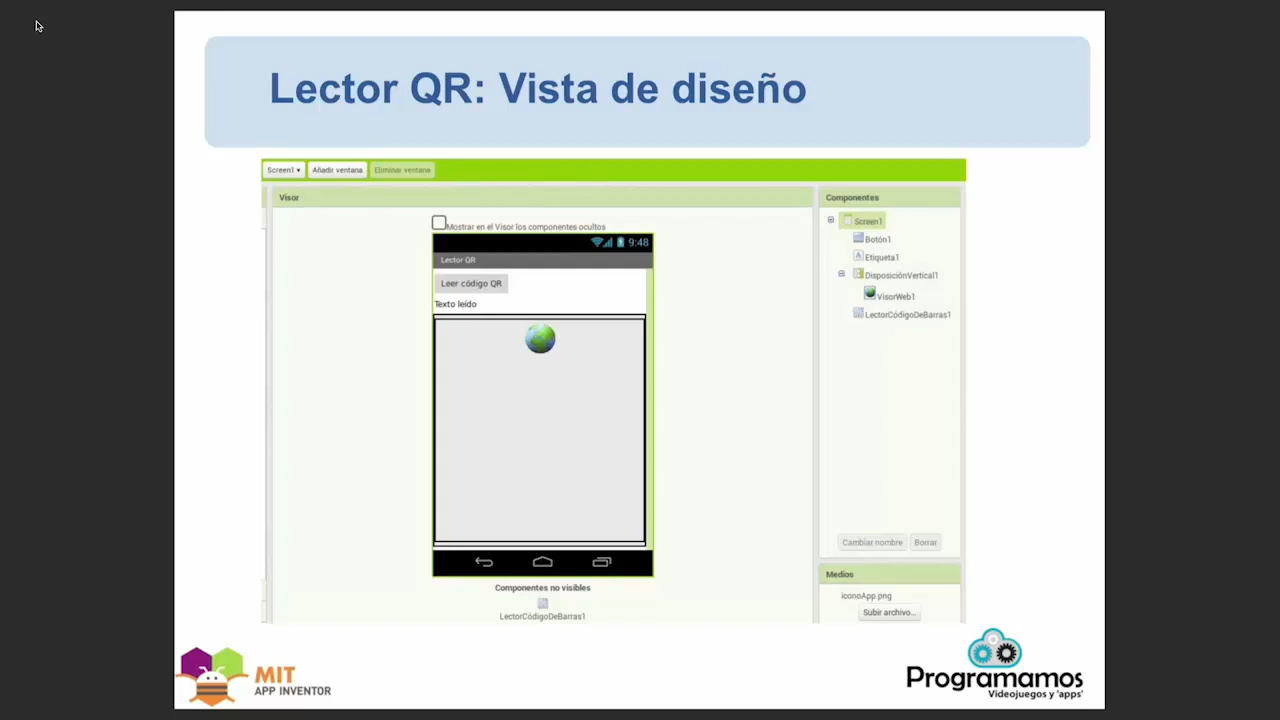 Lector QR: Vista de diseño
Screen1 Añadir ventana Eliminar ventana
Visor
Mostrar en el Visor los componentes ocultos
9:48
Lector QR
Leer código QR
Texto leído
Componentes no visibles
LectorCódigoDeBarras1
Componentes
Screen1
Botón1
A Etiqueta1
DisposiciónVertical1
VisorWeb1
LectorCódigoDeBarras1
Cambiar nombre Borrar
Medios
iconoApp.png
Subir archivo...
MIT
APP INVENTOR
Programamos
Videojuegos y 'apps'